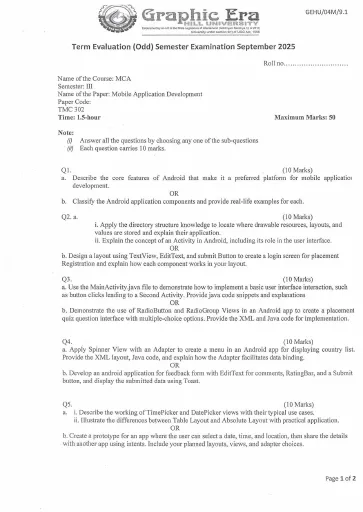 GEHU/04M/9.1
Graphic Era
HILL UNIVERSITY
Term Evaluation (Odd) Semester Examination September 2025
Roll no...........................
Name of the Course: MCA
Semester: III
Name of the Paper: Mobile Application Development
Paper Code:
TMC 302
Time: 1.5-hour Maximum Marks: 50
Note:
(i) Answer all the questions by choosing any one of the sub-questions
(ii) Each question carries 10 marks.
Q1. (10 Marks)
a. Describe the core features of Android that make it a preferred platform for mobile application
development.
OR
b. Classify the Android application components and provide real-life examples for each.
Q2. a. (10 Marks)
i. Apply the directory structure knowledge to locate where drawable resources, layouts, and
values are stored and explain their application.
ii. Explain the concept of an Activity in Android, including its role in the user interface.
OR
b. Design a layout using TextView, EditText, and submit Button to create a login screen for placement
Registration and explain how each component works in your layout.
Q3. (10 Marks)
a. Use the MainActivity.java file to demonstrate how to implement a basic user interface interaction, such
as button clicks leading to a Second Activity. Provide java code snippets and explanations
OR
b. Demonstrate the use of RadioButton and RadioGroup Views in an Android app to create a placement
quiz question interface with multiple-choice options. Provide the XML and Java code for implementation.
Q4. (10 Marks)
a. Apply Spinner View with an Adapter to create a menu in an Android app for displaying country list.
Provide the XML layout, Java code, and explain how the Adapter facilitates data binding.
OR
b. Develop an android application for feedback form with EditText for comments, RatingBar, and a Submit
button, and display the submitted data using Toast.
Q5. (10 Marks)
a. i. Describe the working of TimePicker and DatePicker views with their typical use cases.
ii. Illustrate the differences between Table Layout and Absolute Layout with practical application.
OR
b. Create a prototype for an app where the user can select a date, time, and location, then share the details
with another app using intents. Include your planned layouts, views, and adapter choices.
Page 1 of 2